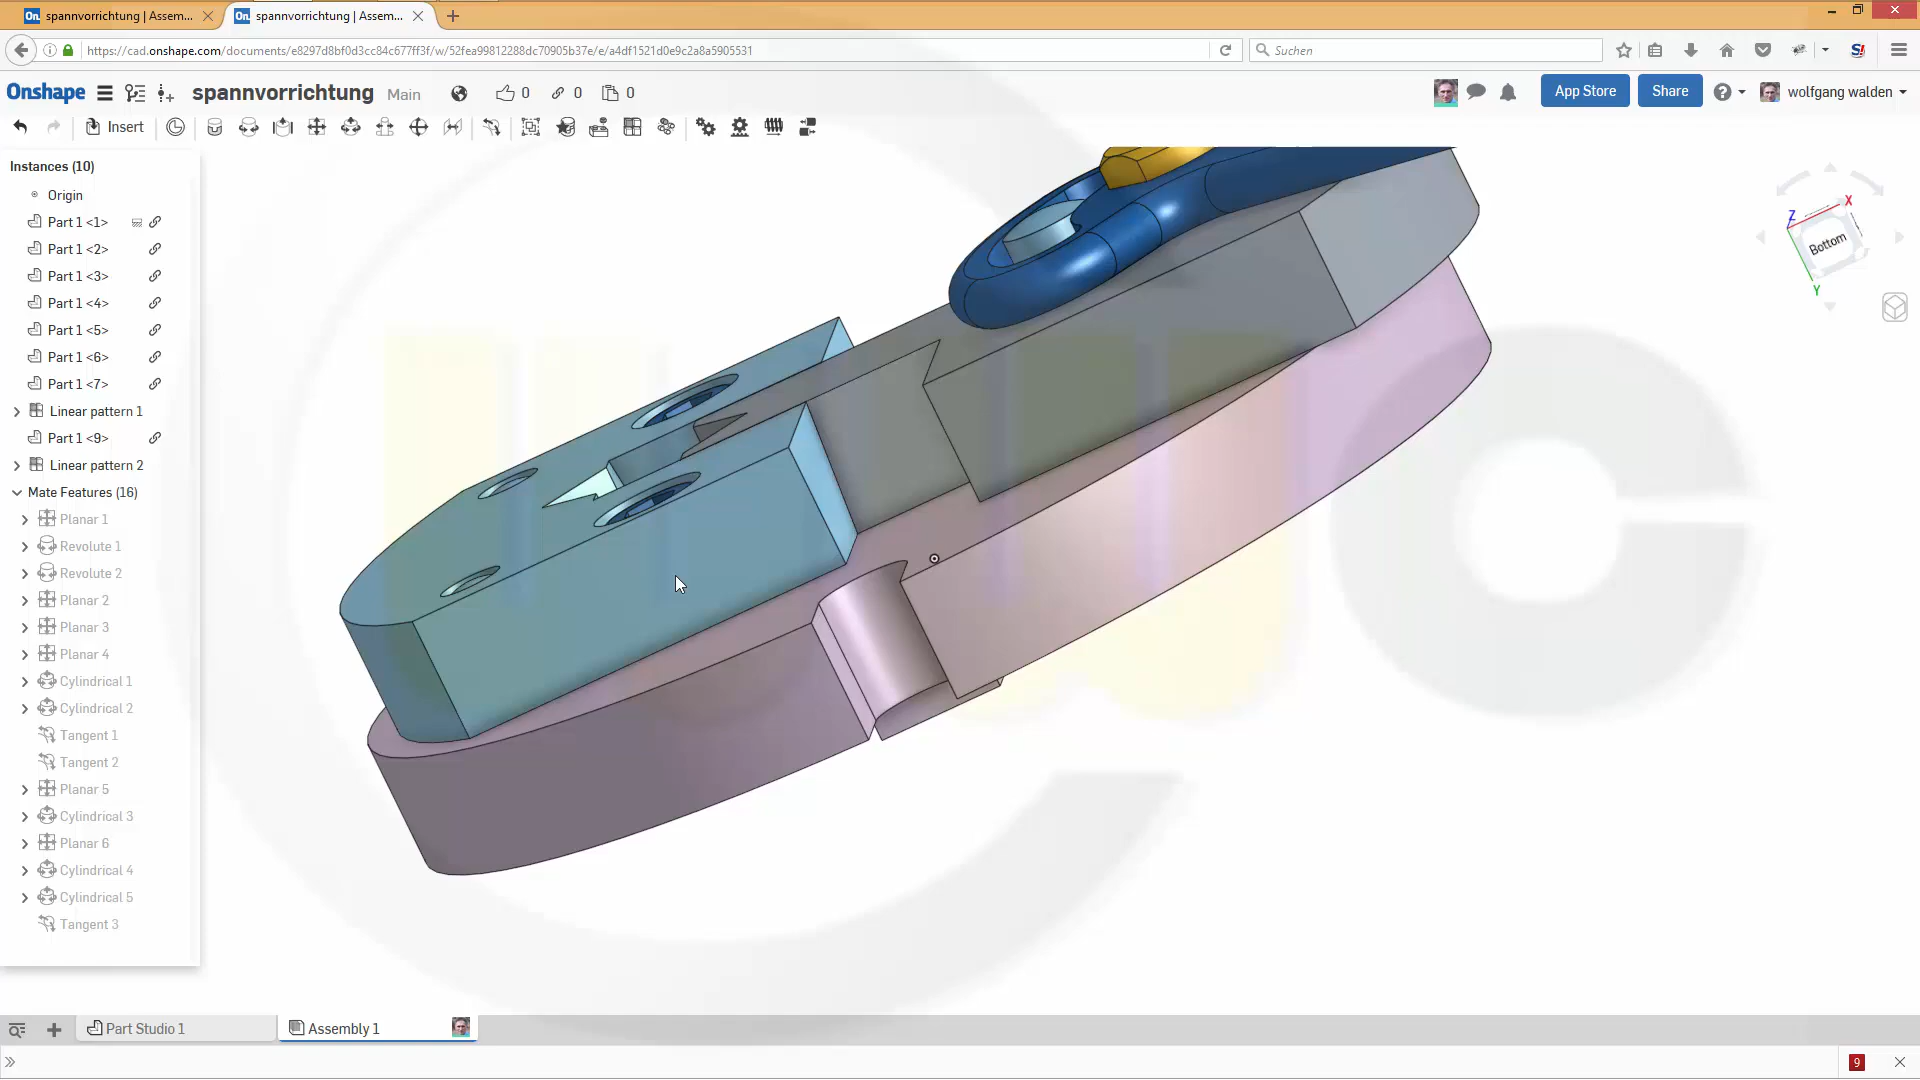 spannvorrichtung | Assem...
spannvorrichtung | Assem...
https://cad.onshape.com/documents/e8297d8bf0d3cc84c677ff3f/w/52fea99812288dc70905b37e/e/a4df1521d0e9c2a8a5905531
Suchen
Onshape
spannvorrichtung Main
0 0 0
App Store
Share
wolfgang walden
Insert
Instances (10)
Origin
Part 1 <1>
Part 1 <2>
Part 1 <3>
Part 1 <4>
Part 1 <5>
Part 1 <6>
Part 1 <7>
Linear pattern 1
Part 1 <9>
Linear pattern 2
Mate Features (16)
Planar 1
Revolute 1
Revolute 2
Planar 2
Planar 3
Planar 4
Cylindrical 1
Cylindrical 2
Tangent 1
Tangent 2
Planar 5
Cylindrical 3
Planar 6
Cylindrical 4
Cylindrical 5
Tangent 3
Z
X
Bottom
Y
Part Studio 1
Assembly 1
9